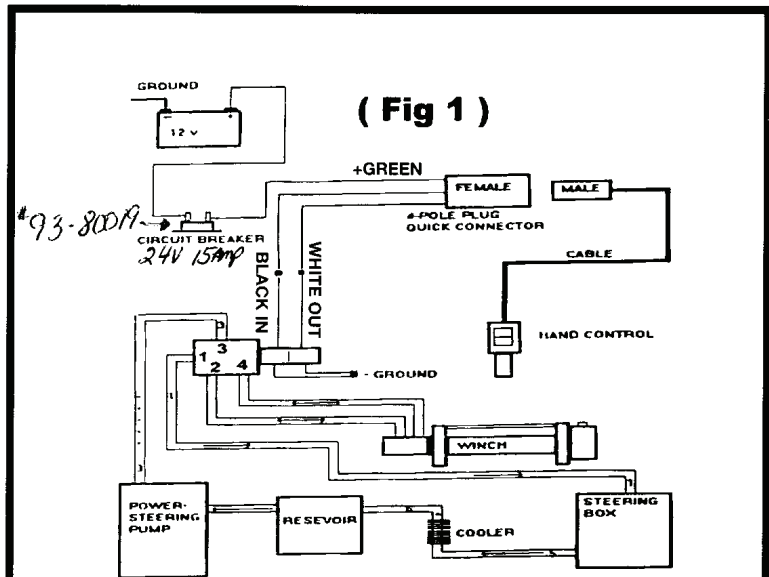 ( Fig 1 )
GROUND
- +
12 v
+GREEN
FEMALE
MALE
4-POLE PLUG
QUICK CONNECTOR
#93-80019
CIRCUIT BREAKER
24V 15Amp
CABLE
BLACK IN
WHITE OUT
HAND CONTROL
1
3
2
4
- GROUND
WINCH
POWER-
STEERING
PUMP
RESEVOIR
COOLER
STEERING
BOX